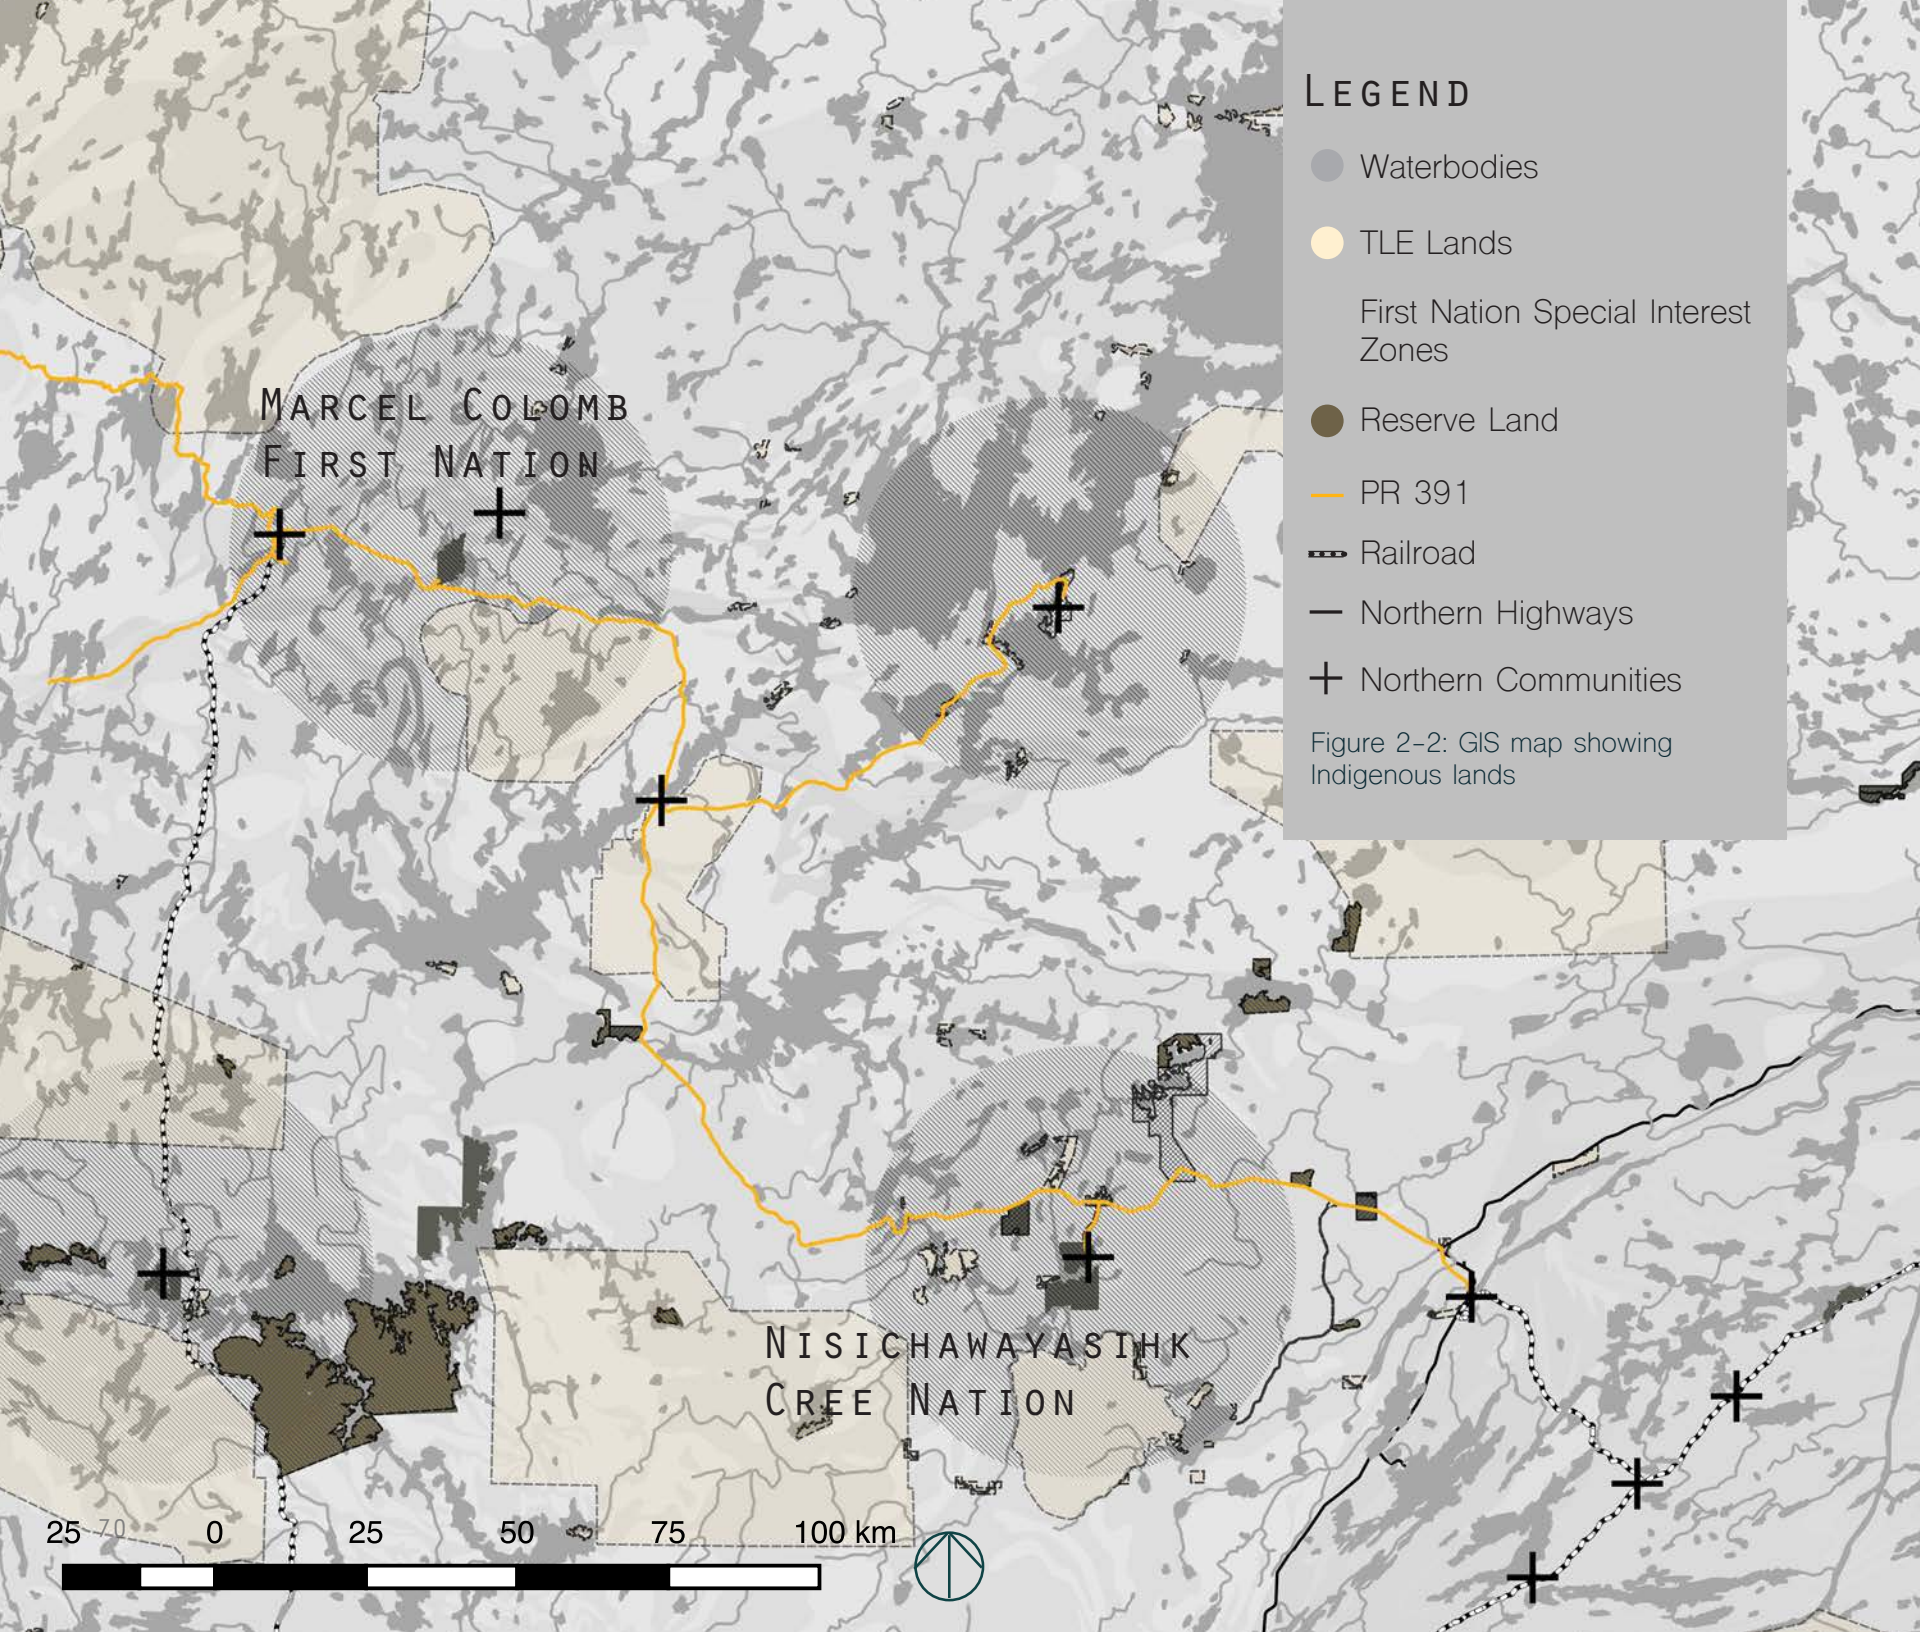 LEGEND
Waterbodies
TLE Lands
First Nation Special Interest
Zones
Reserve Land
PR 391
Railroad
Northern Highways
Northern Communities
Figure 2-2: GIS map showing
Indigenous lands
MARCEL COLOMB
FIRST NATION
NISICHAWAYASIHK
CREE NATION
25 70 0 25 50 75 100 km